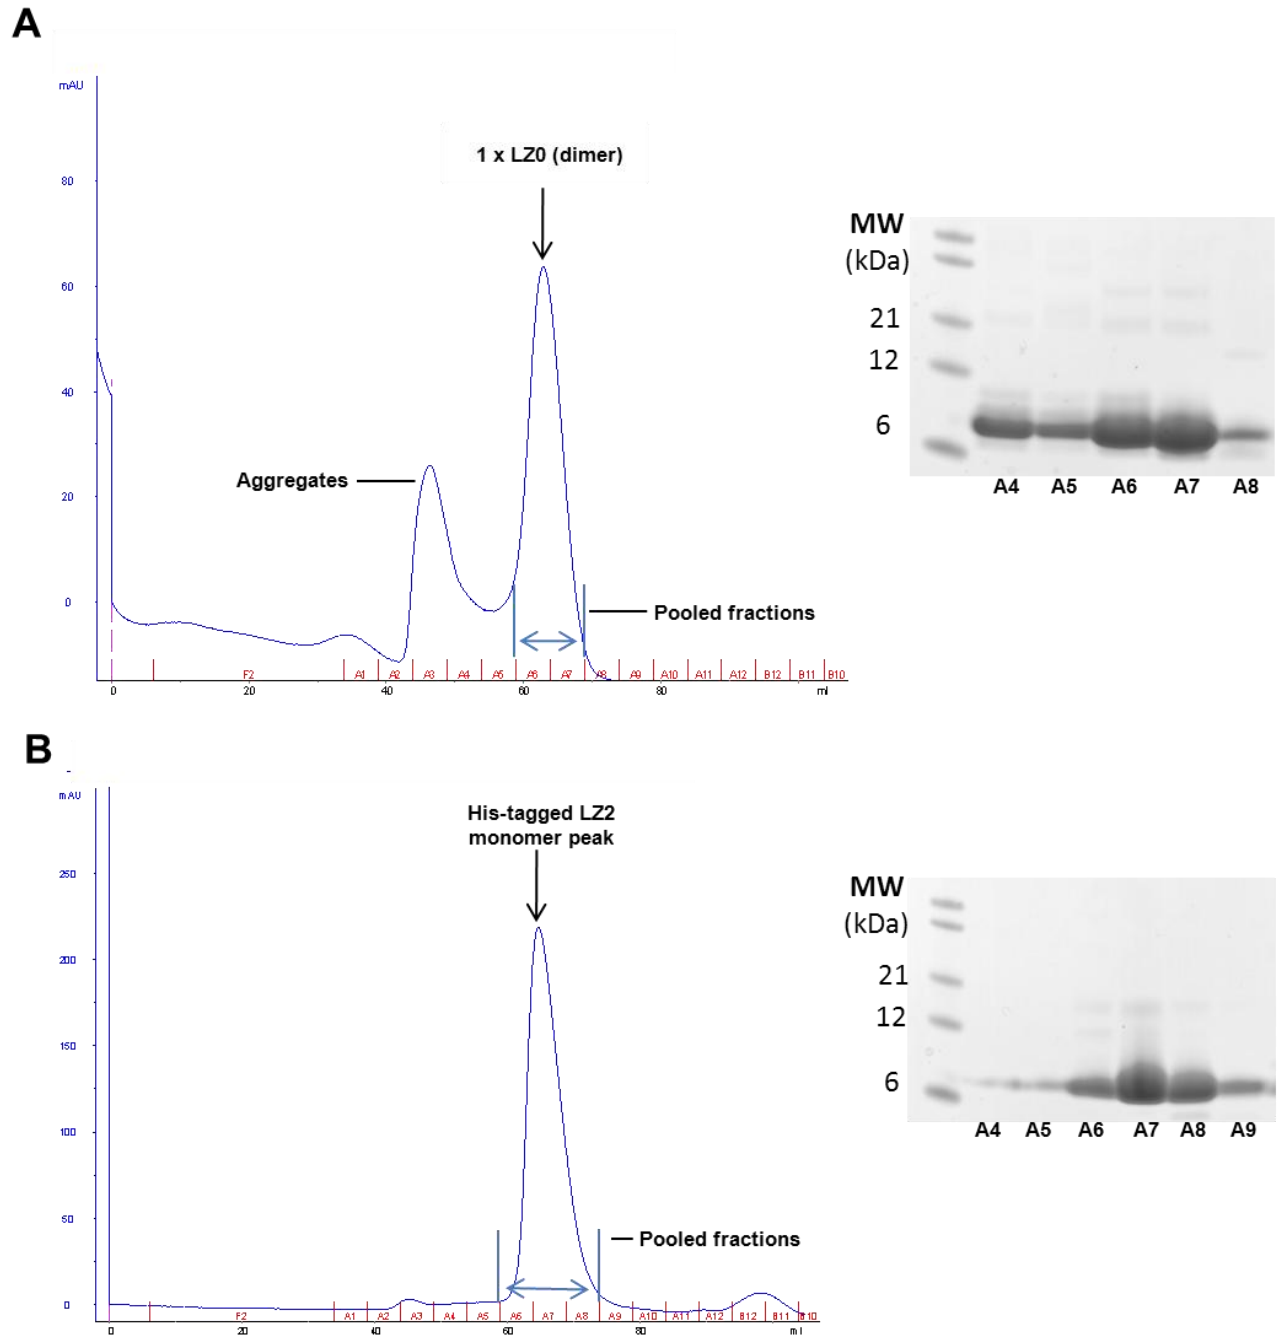 A
mAU
80
60
40
20
0
1 x LZ0 (dimer)
Aggregates
Pooled fractions
F2 A1 A2 A3 A4 A5 A6 A7 A8 A9 A10 A11 A12 B12 B11 B10
0 20 40 60 80 ml
MW
(kDa)
21
12
6
A4 A5 A6 A7 A8
B
mAU
250
200
150
100
50
0
His-tagged LZ2
monomer peak
Pooled fractions
F2 A1 A2 A3 A4 A5 A6 A7 A8 A9 A10 A11 A12 B12 B11 B10
0 20 40 60 80 ml
MW
(kDa)
21
12
6
A4 A5 A6 A7 A8 A9